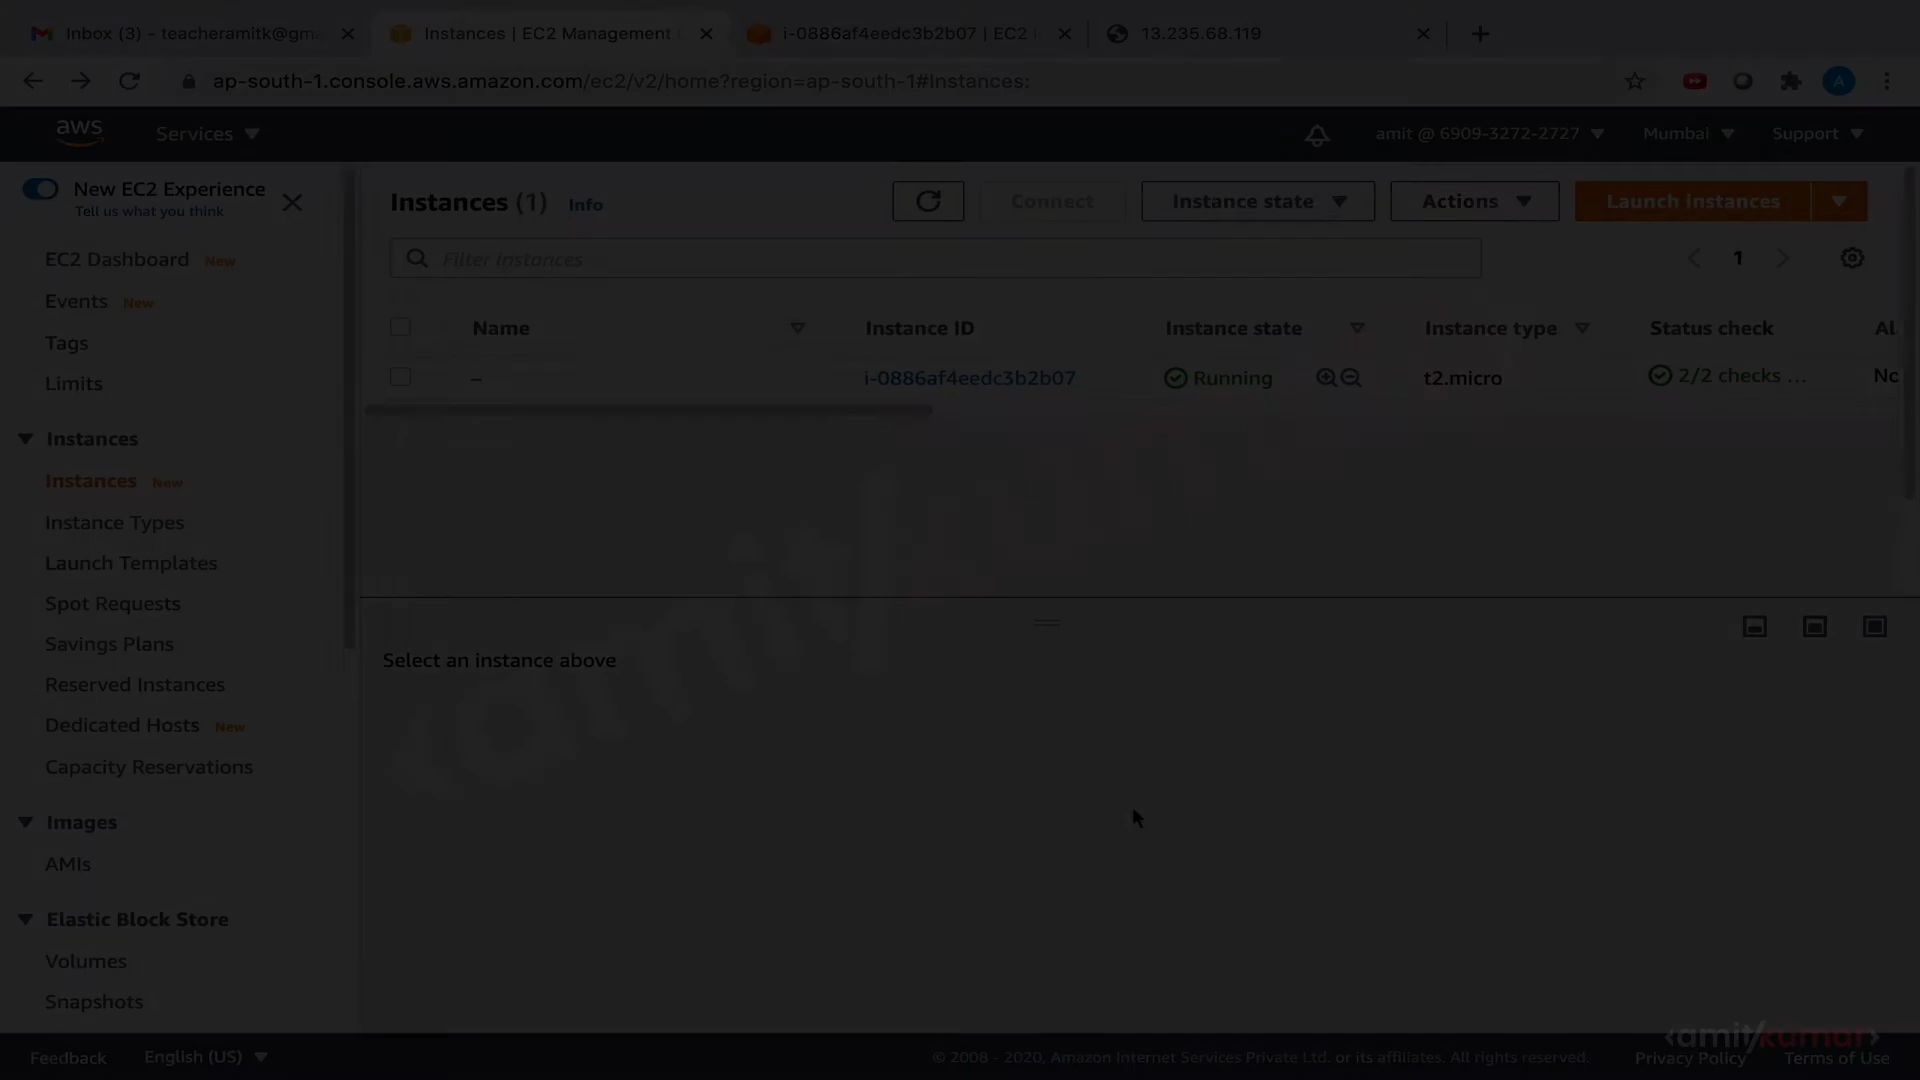 Inbox (3) - teacheramitk@gma
Instances | EC2 Management
i-0886af4eedc3b2b07 | EC2 I
13.235.68.119
ap-south-1.console.aws.amazon.com/ec2/v2/home?region=ap-south-1#Instances:
A
aws
Services
amit @ 6909-3272-2727
Mumbai
Support
New EC2 Experience
Tell us what you think
EC2 Dashboard New
Events New
Tags
Limits
Instances
Instances New
Instance Types
Launch Templates
Spot Requests
Savings Plans
Reserved Instances
Dedicated Hosts New
Capacity Reservations
Images
AMIs
Elastic Block Store
Volumes
Snapshots
Instances (1) Info
Connect
Instance state
Actions
Launch instances
Filter instances
1
Name
Instance ID
Instance state
Instance type
Status check
Al
–
i-0886af4eedc3b2b07
Running
t2.micro
2/2 checks ...
No
Select an instance above
‹amit/kumar›
Feedback
English (US)
© 2008 - 2020, Amazon Internet Services Private Ltd. or its affiliates. All rights reserved.
Privacy Policy
Terms of Use
‹amit/kumar›